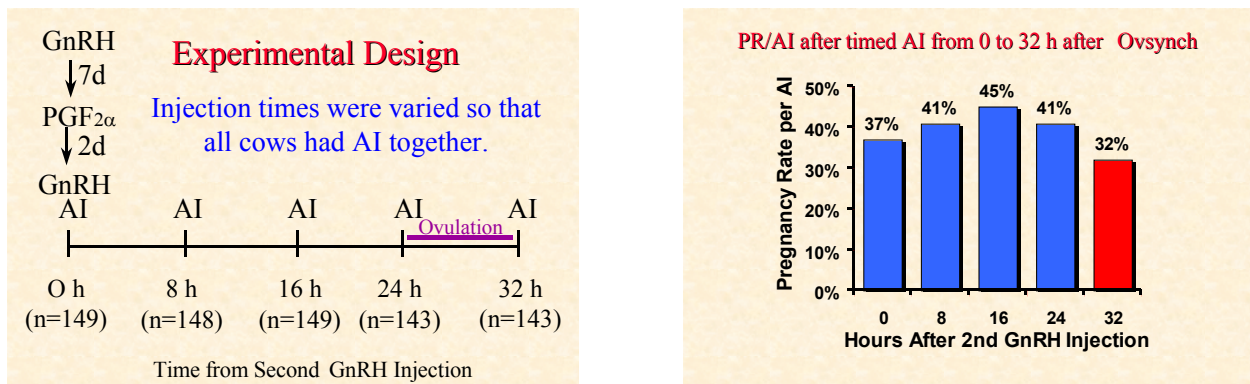 GnRH
7d
PGF2α
2d
GnRH
Experimental Design
Injection times were varied so that
all cows had AI together.
AI AI AI AI AI
Ovulation
O h 8 h 16 h 24 h 32 h
(n=149) (n=148) (n=149) (n=143) (n=143)
Time from Second GnRH Injection
PR/AI after timed AI from 0 to 32 h after Ovsynch
Pregnancy Rate per AI
50%
40%
30%
20%
10%
0%
37% 41% 45% 41% 32%
0 8 16 24 32
Hours After 2nd GnRH Injection